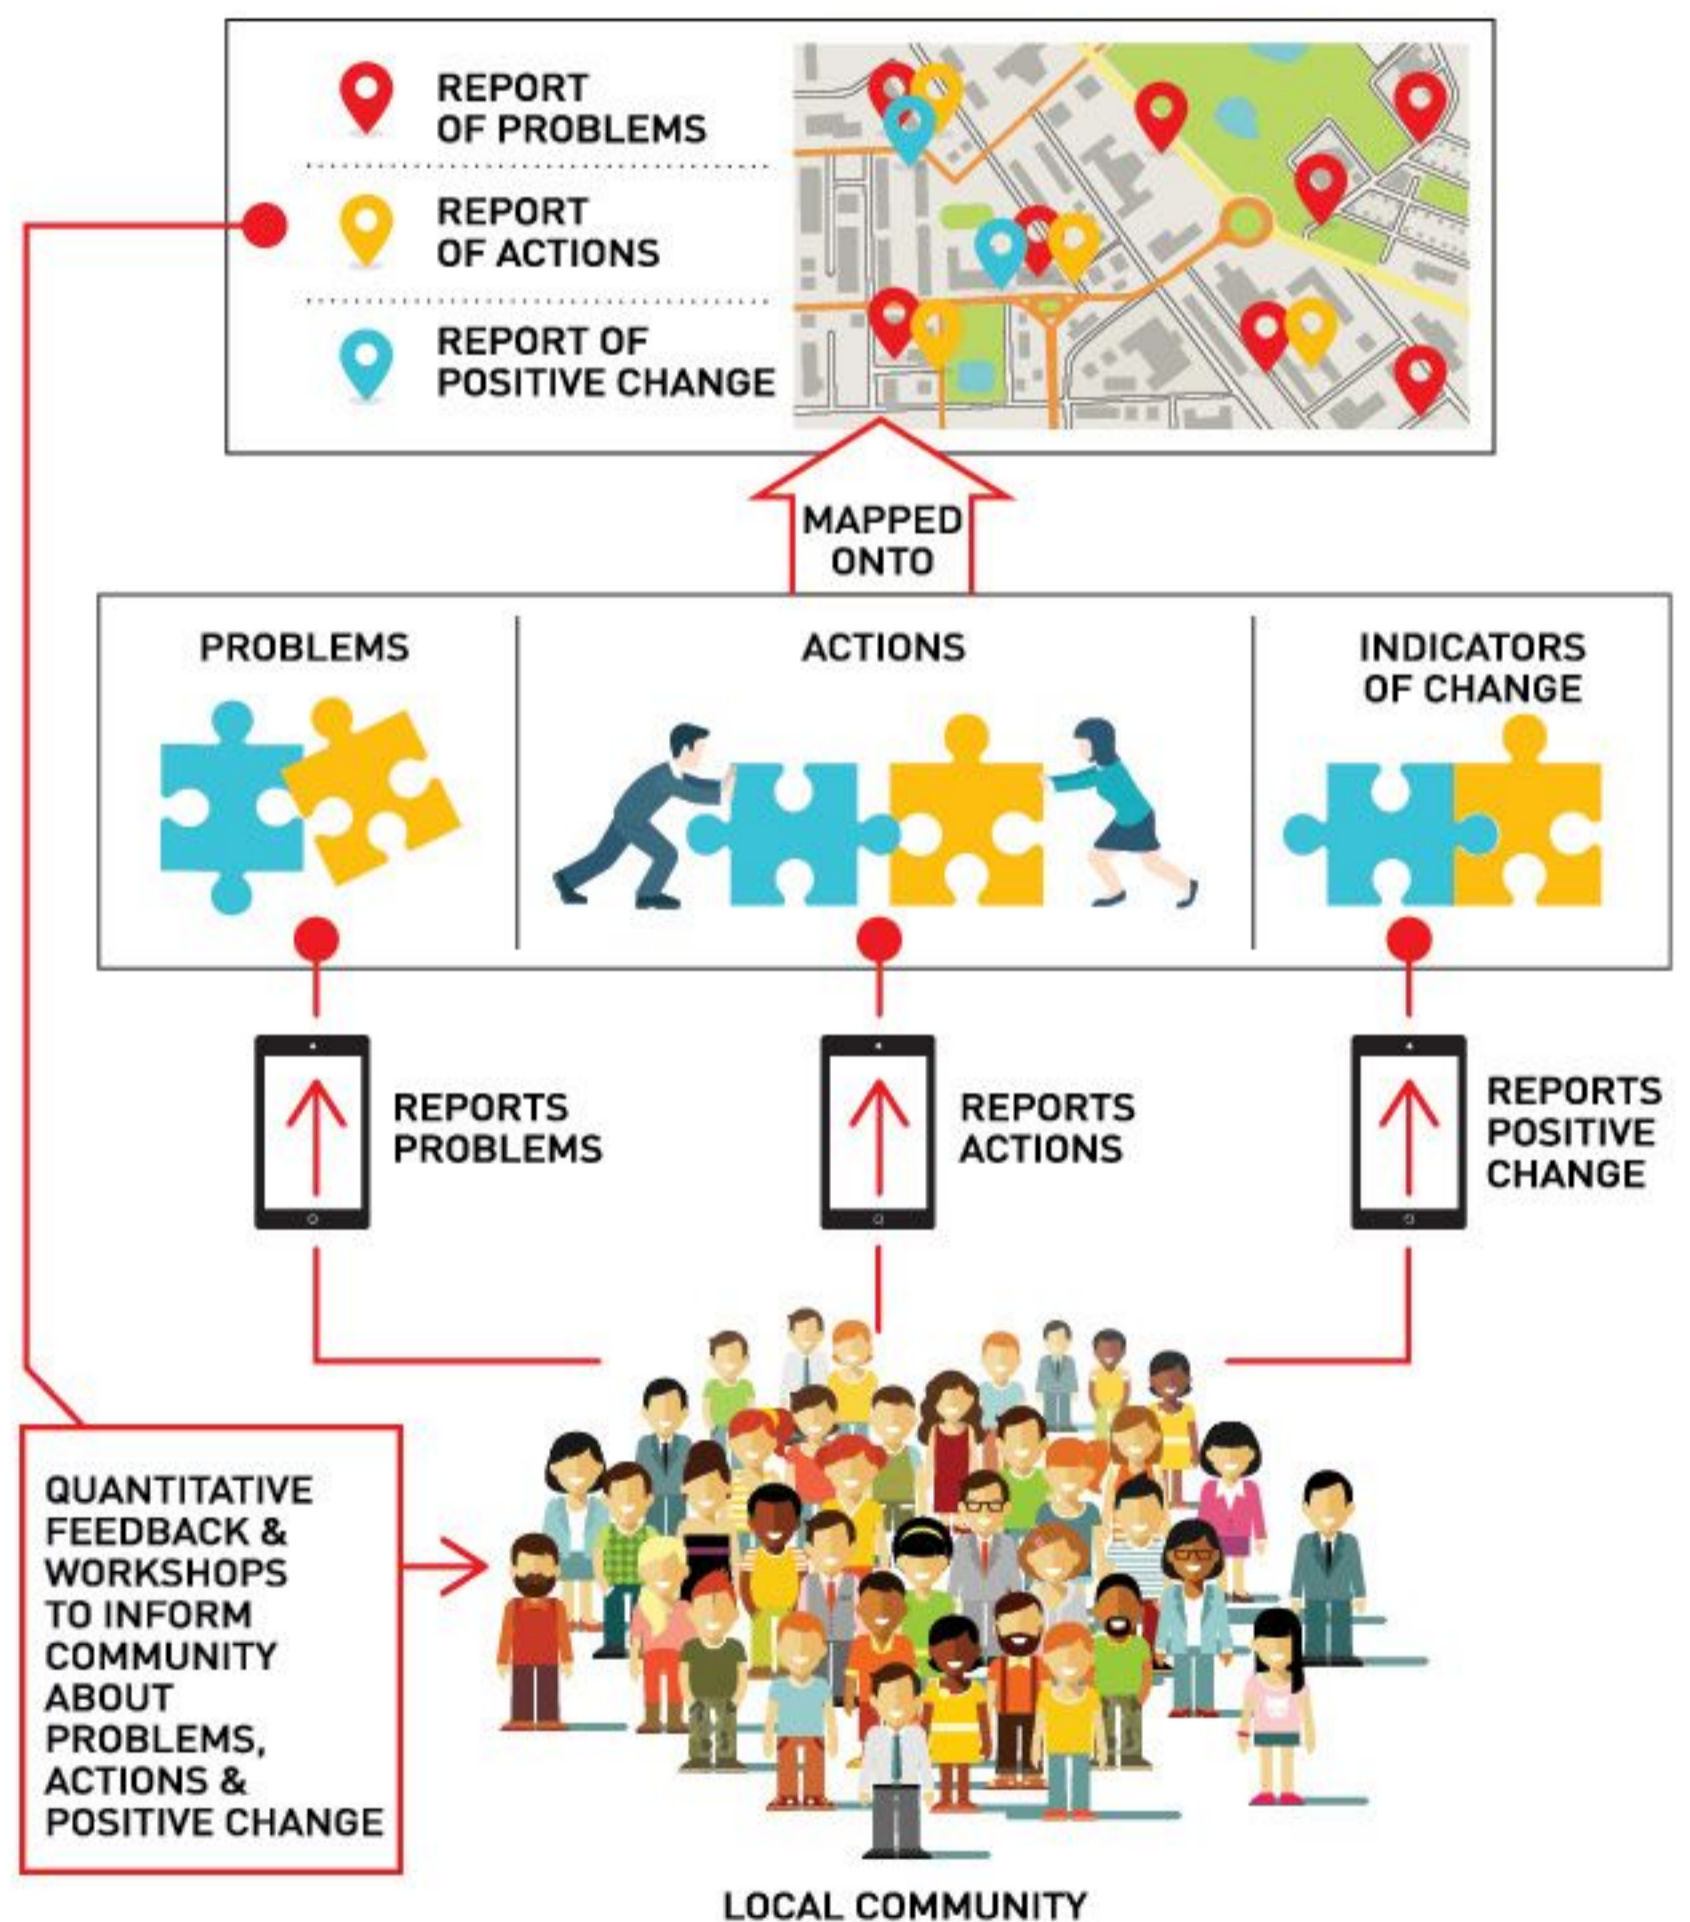 REPORT
OF PROBLEMS
REPORT
OF ACTIONS
REPORT OF
POSITIVE CHANGE
MAPPED
ONTO
PROBLEMS
ACTIONS
INDICATORS
OF CHANGE
REPORTS
PROBLEMS
REPORTS
ACTIONS
REPORTS
POSITIVE
CHANGE
QUANTITATIVE
FEEDBACK &
WORKSHOPS
TO INFORM
COMMUNITY
ABOUT
PROBLEMS,
ACTIONS &
POSITIVE CHANGE
LOCAL COMMUNITY